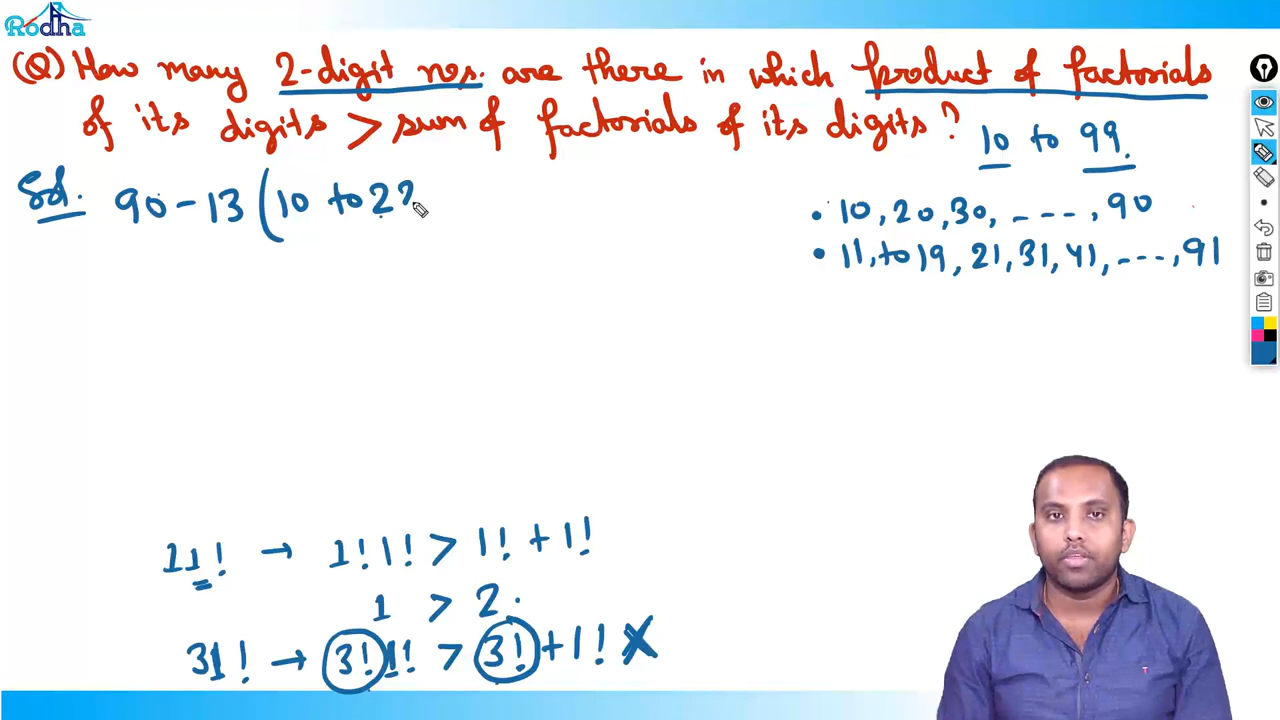 Rodha
(Q) How many 2-digit nos. are there in which product of factorials
of its digits > sum of factorials of its digits?
10 to 99.
Sol. 90 - 13 (10 to 22
• 10, 20, 30, ----, 90
• 11, to 19, 21, 31, 41, ----, 91
11! → 1! 1! > 1! + 1!
1 > 2.
31! → 3! 1! > 3! + 1! X